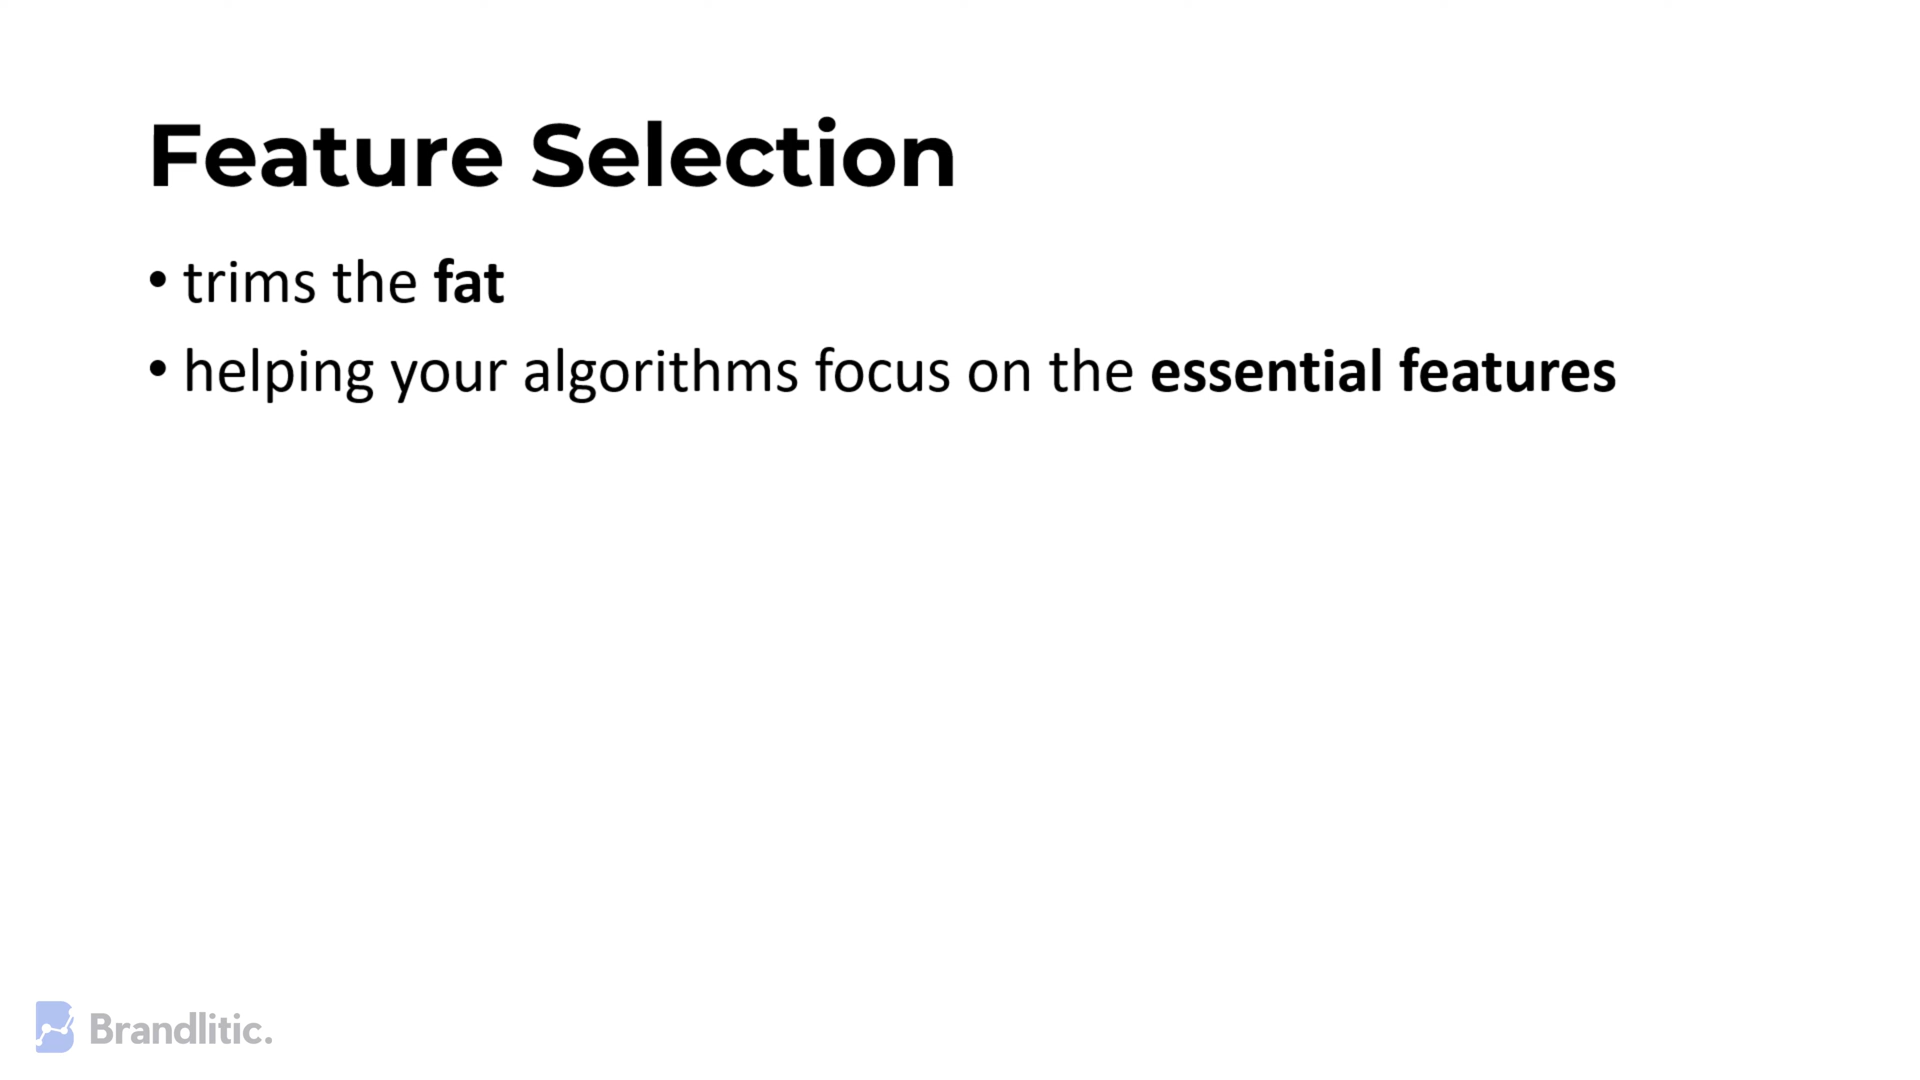 Feature Selection
• trims the fat
• helping your algorithms focus on the essential features
Brandlitic.